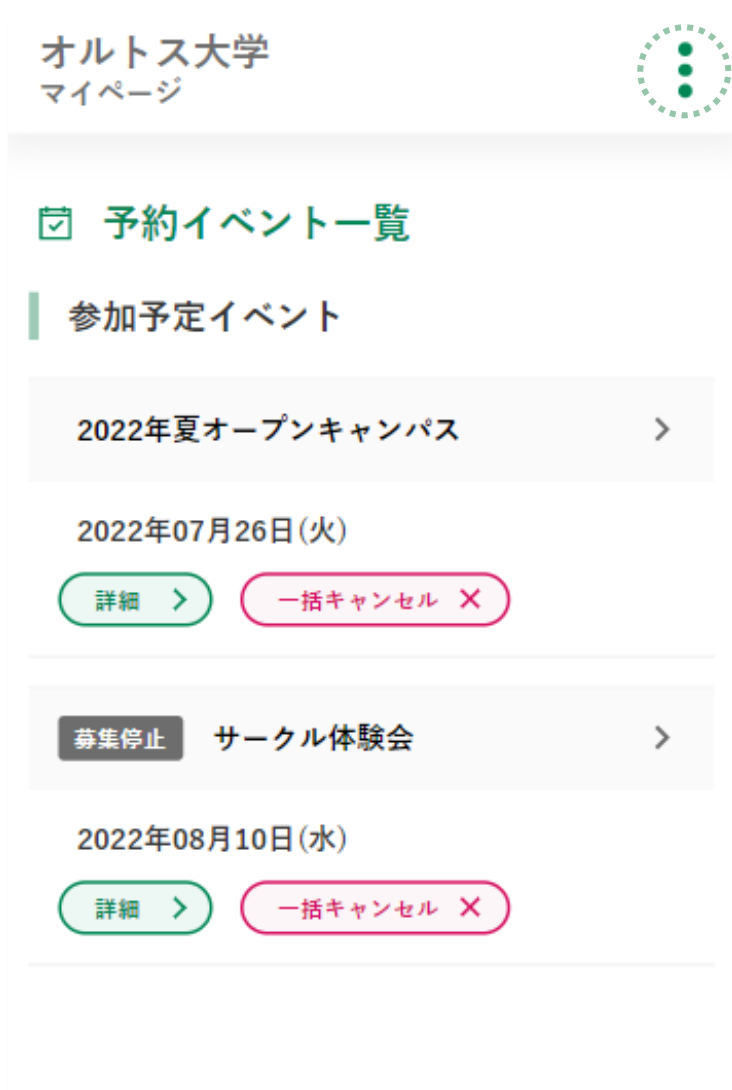 オルトス大学
マイページ
予約イベント一覧
参加予定イベント
2022年夏オープンキャンパス
2022年07月26日(火)
詳細
一括キャンセル
募集停止 サークル体験会
2022年08月10日(水)
詳細
一括キャンセル